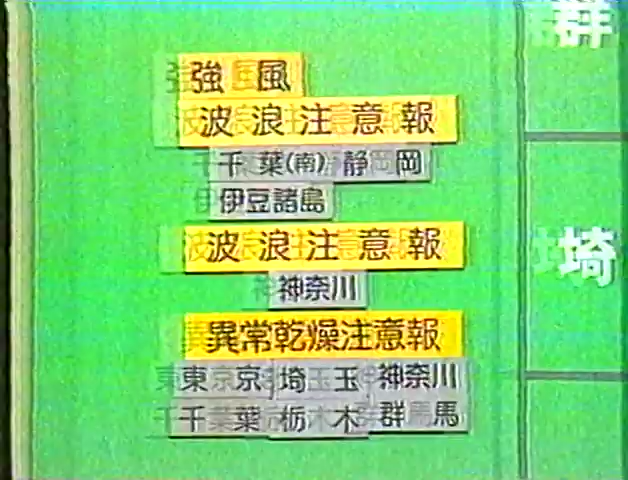 強風
波浪注意報
千葉(南) 静岡
伊豆諸島
波浪注意報
神奈川
異常乾燥注意報
東京 埼玉 神奈川
千葉 栃木 群馬
群
埼